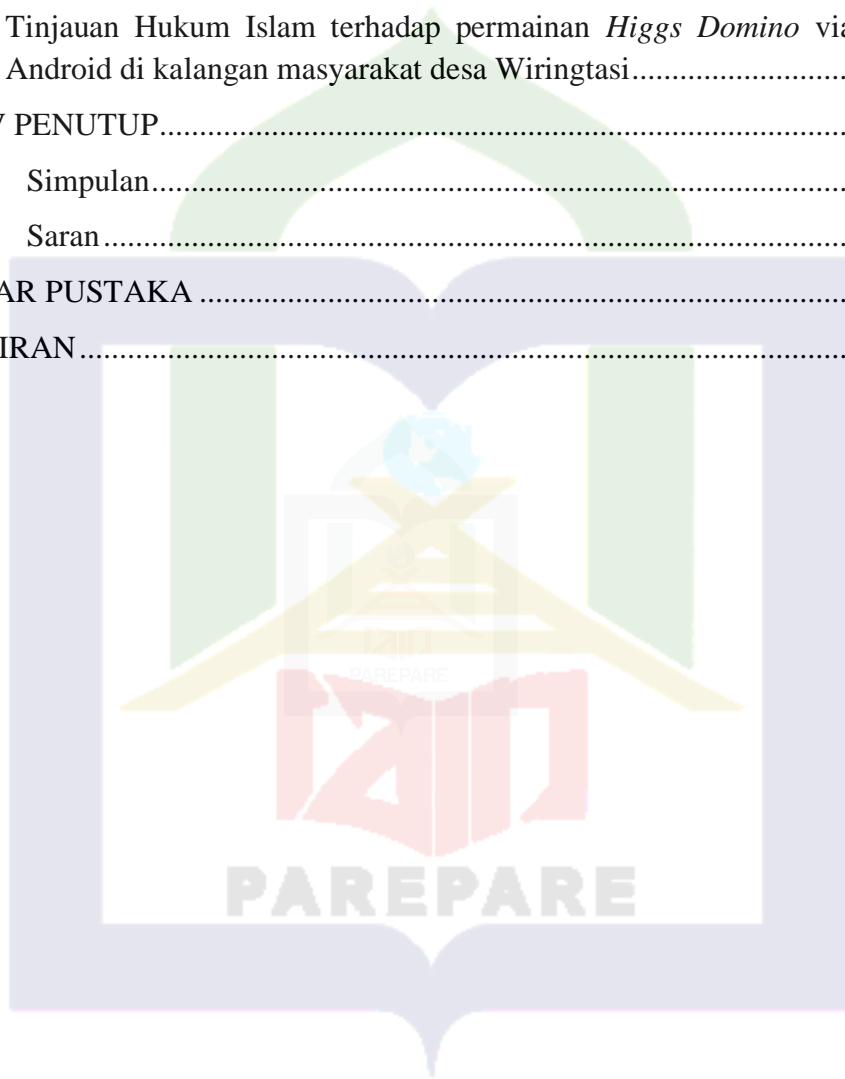 Tinjauan Hukum Islam terhadap permainan Higgs Domino via
Android di kalangan masyarakat desa Wiringtasi..........................
V PENUTUP..........................................................................................
Simpulan.......................................................................................
Saran.............................................................................................
AR PUSTAKA ......................................................................................
IRAN.....................................................................................................
PAREPARE
PAREPARE